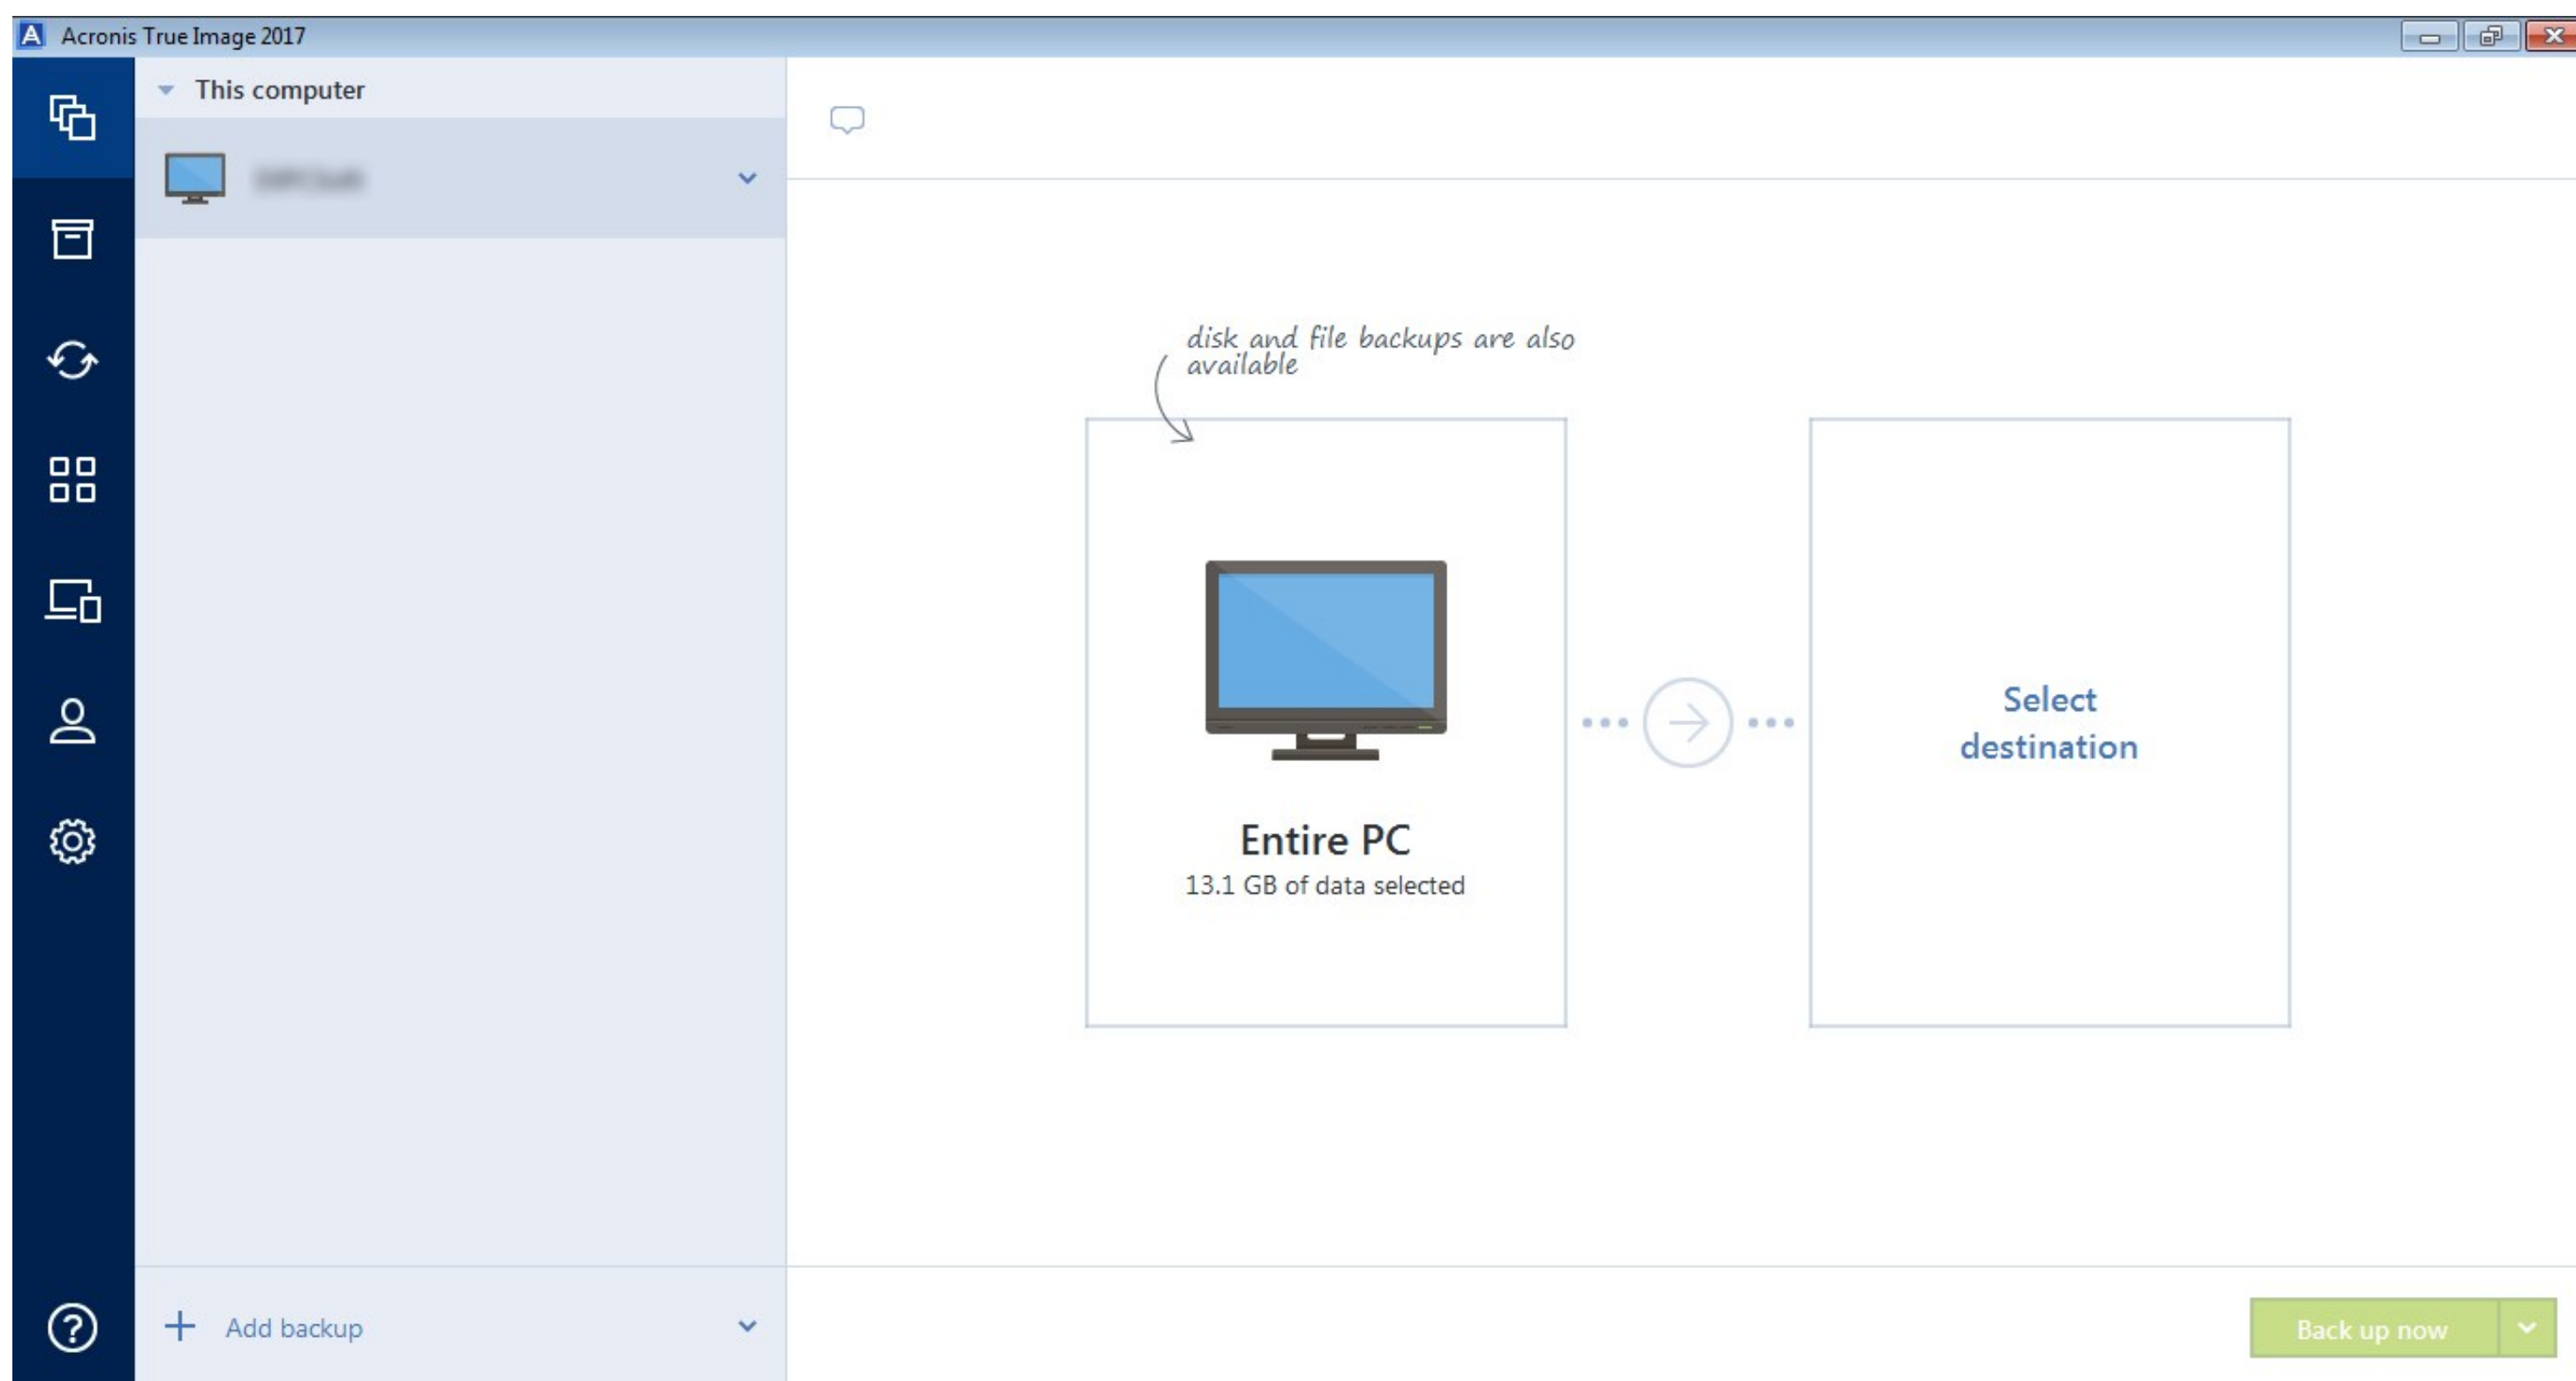 Acronis True Image 2017
This computer
disk and file backups are also
available
Entire PC
13.1 GB of data selected
Select
destination
Add backup
Back up now